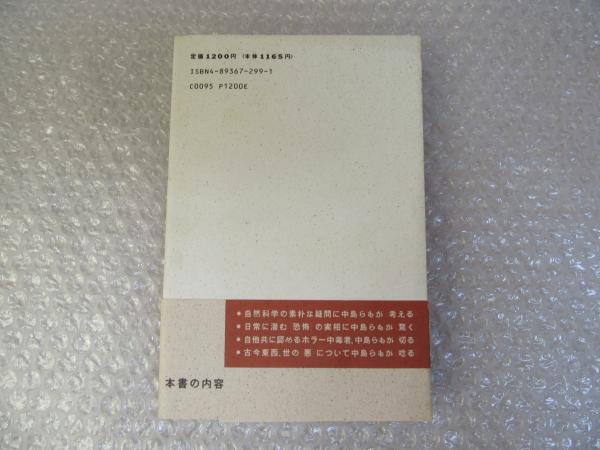 定価1200円（本体1165円）
ISBN4-89367-299-1
C0095 P1200E
*自然科学の素朴な疑問に中島らもが 考える
*日常に潜む 恐怖 の実相に中島らもが 驚く
*自他共に認めるホラー中毒者、中島らもが 切る
*古今東西、世の 悪 について中島らもが 唸る
本書の内容